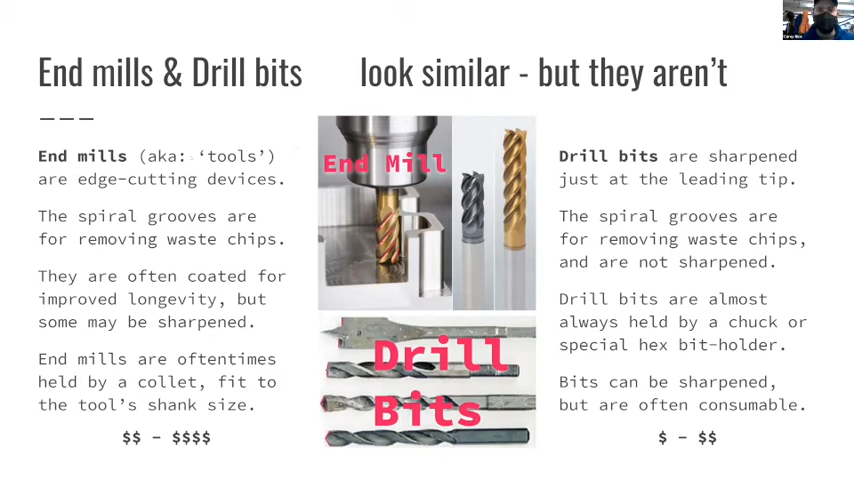 End mills & Drill bits look similar - but they aren't
End mills (aka: 'tools')
are edge-cutting devices.
The spiral grooves are
for removing waste chips.
They are often coated for
improved longevity, but
some may be sharpened.
End mills are oftentimes
held by a collet, fit to
the tool's shank size.
$$ - $$$$
End Mill
Drill
Bits
Drill bits are sharpened
just at the leading tip.
The spiral grooves are
for removing waste chips,
and are not sharpened.
Drill bits are almost
always held by a chuck or
special hex bit-holder.
Bits can be sharpened,
but are often consumable.
$ - $$